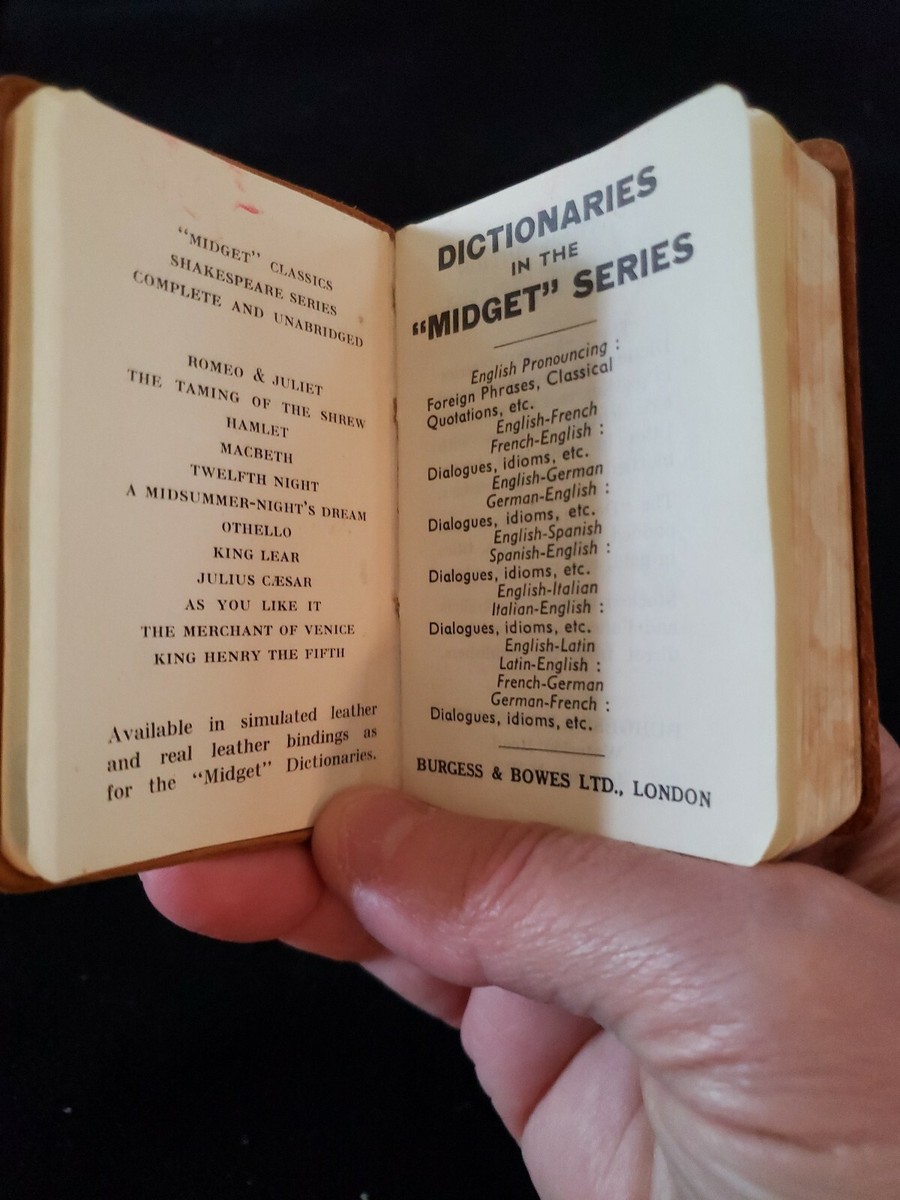 “MIDGET” CLASSICS
SHAKESPEARE SERIES
COMPLETE AND UNABRIDGED
ROMEO & JULIET
THE TAMING OF THE SHREW
HAMLET
MACBETH
TWELFTH NIGHT
A MIDSUMMER-NIGHT'S DREAM
OTHELLO
KING LEAR
JULIUS CÆSAR
AS YOU LIKE IT
THE MERCHANT OF VENICE
KING HENRY THE FIFTH
Available in simulated leather
and real leather bindings as
for the “Midget” Dictionaries.
DICTIONARIES
IN THE
“MIDGET” SERIES
English Pronouncing :
Foreign Phrases, Classical
Quotations, etc.
English-French
French-English :
Dialogues, idioms, etc.
English-German
German-English :
Dialogues, idioms, etc.
English-Spanish
Spanish-English :
Dialogues, idioms, etc.
English-Italian
Italian-English :
Dialogues, idioms, etc.
English-Latin
Latin-English :
French-German
German-French :
Dialogues, idioms, etc.
BURGESS & BOWES LTD., LONDON